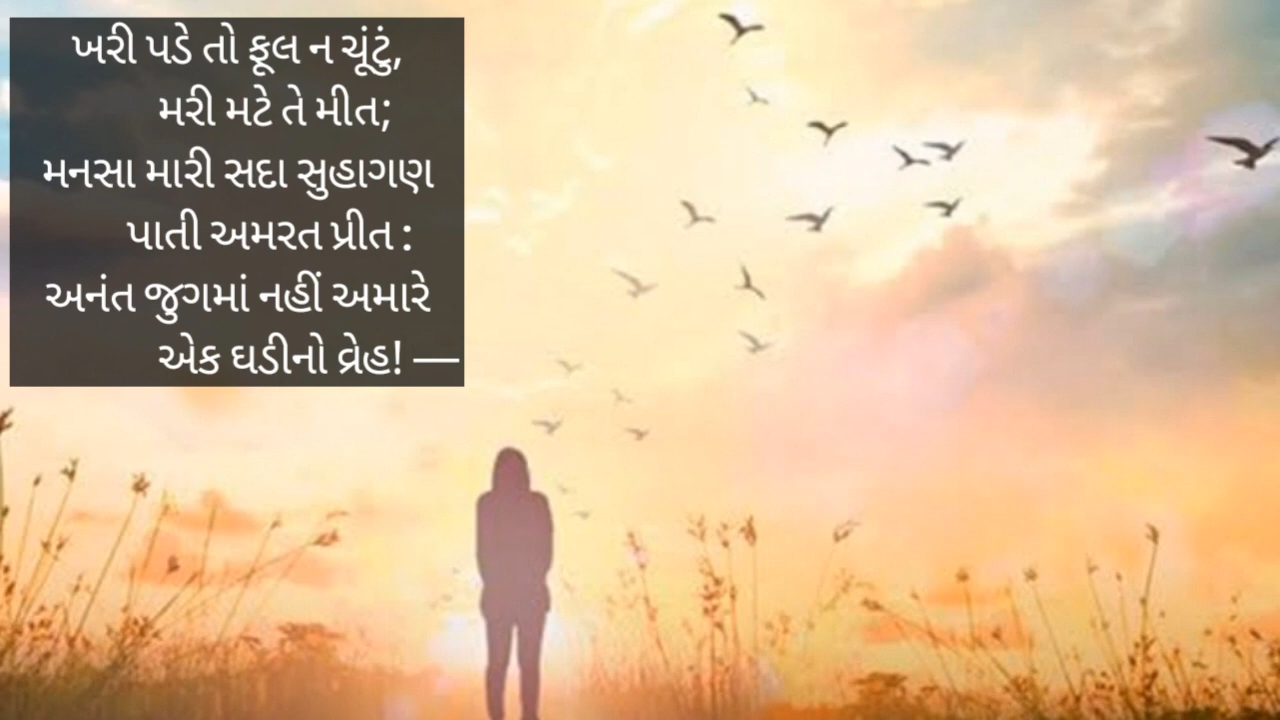 ખરી પડે તો ફૂલ ન ચૂંટું,
મરી મટે તે મીત;
મનસા મારી સદા સુહાગણ
પાતી અમરત પ્રીત :
અનંત જુગમાં નહીં અમારે
એક ઘડીનો વ્રેહ! —